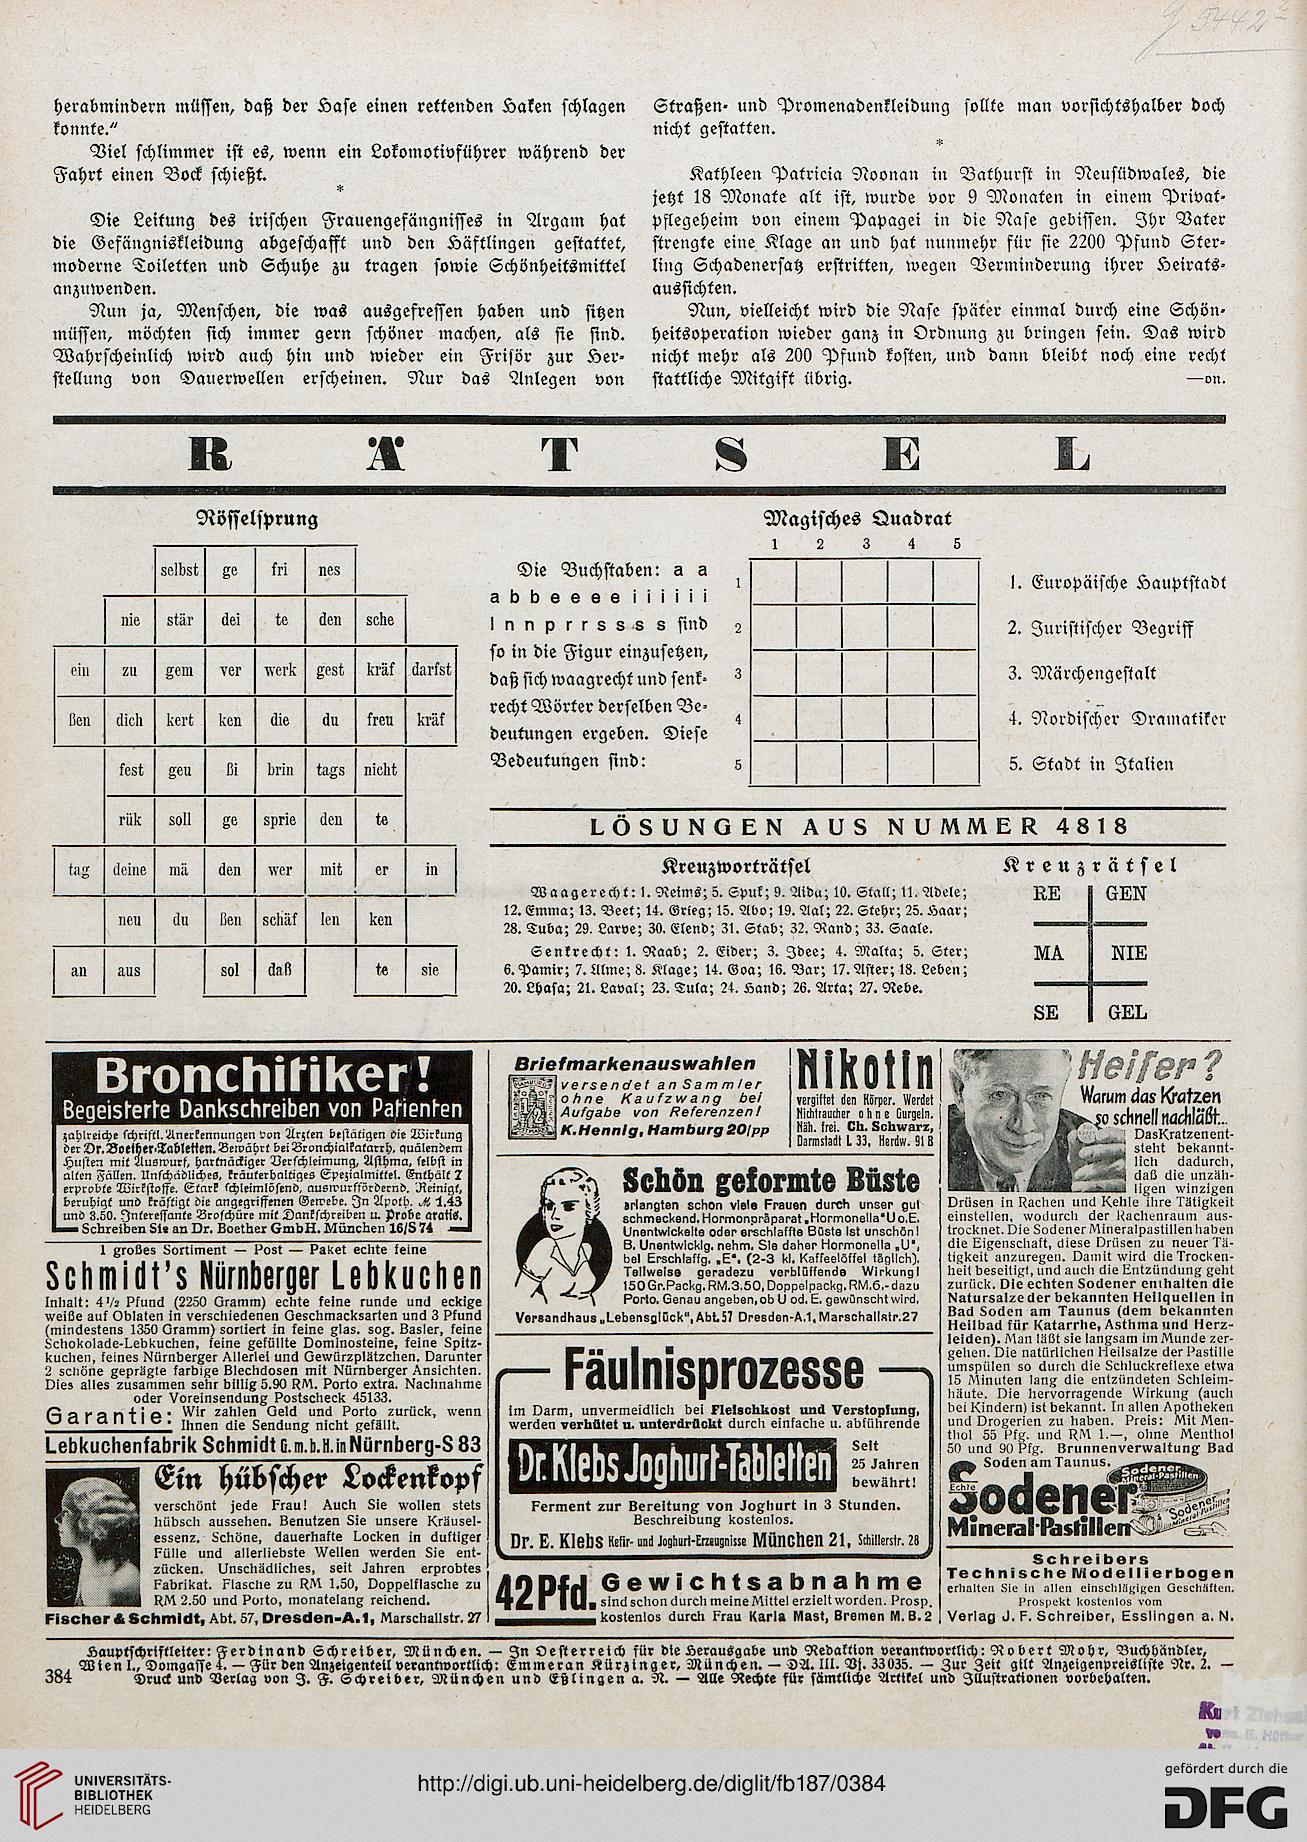 herabmindern müssen, daß der Hase einen rettenden Haken schlagen
konnte."
Viel schlimmer ist es, wenn ein Lokomotivführer während der
Fahrt einen Bock schießt.
*
Die Leitung des irischen Frauengefängnisses in Argam hat
die Gefängniskleidung abgeschafft und den Häftlingen gestattet,
moderne Toiletten und Schuhe zu tragen sowie Schönheitsmittel
anzuwenden.
Nun ja, Menschen, die was ausgefressen haben und sitzen
müssen, möchten sich immer gern schöner machen, als sie sind.
Wahrscheinlich wird auch hin und wieder ein Frisör zur Her-
stellung von Dauerwellen erscheinen. Nur das Anlegen von
Straßen- und Promenadenkleidung sollte man vorsichtshalber doch
nicht gestatten.
*
Kathleen Patricia Noonan in Bathurst in Neusüdwales, die
jetzt 18 Monate alt ist, wurde vor 9 Monaten in einem Privat-
pflegeheim von einem Papagei in die Nase gebissen. Ihr Vater
strengte eine Klage an und hat nunmehr für sie 2200 Pfund Ster-
ling Schadenersatz erstritten, wegen Verminderung ihrer Heirats-
aussichten.
Nun, vielleicht wird die Nase später einmal durch eine Schön-
heitsoperation wieder ganz in Ordnung zu bringen sein. Das wird
nicht mehr als 200 Pfund kosten, und dann bleibt noch eine recht
stattliche Mitgift übrig. —on.
RÄTSEL
Rösselsprung
selbst ge fri nes
nie stär dei te den sche
ein zu gem ver werk gest kräf darfst
ßen dich kert ken die du freu kräf
fest geu ßi brin tags nicht
rük soll ge sprie den te
tag deine mä den wer mit er in
neu du ßen schäf len ken
an aus sol daß te sie
Magisches Quadrat
Die Buchstaben: a a
a b b e e e e i i i i i i
l n n p r r s s s s sind
so in die Figur einzusetzen,
daß sich waagrecht und senk-
recht Wörter derselben Be-
deutungen ergeben. Diese
Bedeutungen sind:
1 2 3 4 5
1
2
3
4
5
1. Europäische Hauptstadt
2. Juristischer Begriff
3. Märchengestalt
4. Nordischer Dramatiker
5. Stadt in Italien
LÖSUNGEN AUS NUMMER 4818
Kreuzworträtsel
Waagerecht: 1. Reims; 5. Spuk; 9. Aida; 10. Stall; 11. Adele;
12. Emma; 13. Beet; 14. Grieg; 15. Abo; 19. Aal; 22. Stehr; 25. Haar;
28. Tuba; 29. Larve; 30. Elend; 31. Stab; 32. Rand; 33. Saale.
Senkrecht: 1. Raab; 2. Eider; 3. Idee; 4. Malta; 5. Ster;
6. Pamir; 7. Ulme; 8. Klage; 14. Goa; 16. Bar; 17. Aster; 18. Leben;
20. Lhasa; 21. Laval; 23. Tula; 24. Hand; 26. Arta; 27. Rebe.
Kreuzrätsel
RE GEN
MA NIE
SE GEL
Bronchitiker!
Begeisterte Dankschreiben von Patienten
zahlreiche schriftl. Anerkennungen von Ärzten bestätigen die Wirkung
der Dr. Boether-Tabletten. Bewährt bei Bronchialkatarrh, quälendem
Husten mit Auswurf, hartnäckiger Verschleimung, Asthma, selbst in
alten Fällen. Unschädliches, kräuterhaltiges Spezialmittel. Enthält 7
erprobte Wirkstoffe. Stark schleimlösend, auswurffördernd. Reinigt,
beruhigt und kräftigt die angegriffenen Gewebe. In Apoth. M 1.43
und 3.50. Interessante Broschüre mit Dankschreiben u. Probe gratis.
Schreiben Sie an Dr. Boether GmbH. München 16/S 74
1 großes Sortiment — Post — Paket echte feine
Schmidt's Nürnberger Lebkuchen
Inhalt: 4½ Pfund (2250 Gramm) echte feine runde und eckige
weiße auf Oblaten in verschiedenen Geschmacksarten und 3 Pfund
(mindestens 1350 Gramm) sortiert in feine glas. sog. Basler, feine
Schokolade-Lebkuchen, feine gefüllte Dominosteine, feine Spitz-
kuchen, feines Nürnberger Allerlei und Gewürzplätzchen. Darunter
2 schöne geprägte farbige Blechdosen mit Nürnberger Ansichten.
Dies alles zusammen sehr billig 5.90 RM. Porto extra. Nachnahme
oder Voreinsendung Postscheck 45133.
Garantie: Wir zahlen Geld und Porto zurück, wenn
Ihnen die Sendung nicht gefällt.
Lebkuchenfabrik Schmidt G.m.b.H. in Nürnberg-S 83
Ein hübscher Lockenkopf
verschönt jede Frau! Auch Sie wollen stets
hübsch aussehen. Benutzen Sie unsere Kräusel-
essenz. Schöne, dauerhafte Locken in duftiger
Fülle und allerliebste Wellen werden Sie ent-
zücken. Unschädliches, seit Jahren erprobtes
Fabrikat. Flasche zu RM 1.50, Doppelflasche zu
RM 2.50 und Porto, monatelang reichend.
Fischer & Schmidt, Abt. 57, Dresden-A.1, Marschallstr. 27
Briefmarkenauswahlen
versendet an Sammler
ohne Kaufzwang bei
Aufgabe von Referenzen!
K. Hennig, Hamburg 20/pp
Nikotin
vergiftet den Körper. Werdet
Nichtraucher ohne Gurgeln.
Näh. frei. Ch. Schwarz,
Darmstadt L 33, Herdw. 91 B
Schön geformte Büste
erlangten schon viele Frauen durch unser gut
schmeckend. Hormonpräparat „Hormonella" U o. E.
Unentwickelte oder erschlaffte Büste ist unschön!
B. Unentwicklg. nehm. Sie daher Hormonella „U",
bei Erschlaffg. „E". (2-3 kl. Kaffeelöffel täglich).
Teilweise geradezu verblüffende Wirkung!
150 Gr. Packg. RM. 3.50, Doppelpackg. RM. 6.- dazu
Porto. Genau angeben, ob U od. E. gewünscht wird.
Versandhaus „Lebensglück", Abt. 57 Dresden-A.1, Marschallstr. 27
Fäulnisprozesse
im Darm, unvermeidlich bei Fleischkost und Verstopfung,
werden verhütet u. unterdrückt durch einfache u. abführende
Dr. Klebs Joghurt-Tabletten
Seit
25 Jahren
bewährt!
Ferment zur Bereitung von Joghurt in 3 Stunden.
Beschreibung kostenlos.
Dr. E. Klebs Kefir- und Joghurt-Erzeugnisse München 21, Schillerstr. 28
42 Pfd. Gewichtsabnahme
sind schon durch meine Mittel erzielt worden. Prosp.
kostenlos durch Frau Karla Mast, Bremen M. B. 2
Heiser?
Warum das Kratzen
so schnell nachläßt...
Das Kratzen ent-
steht bekannt-
lich dadurch,
daß die unzäh-
ligen winzigen
Drüsen in Rachen und Kehle ihre Tätigkeit
einstellen, wodurch der Rachenraum aus-
trocknet. Die Sodener Mineralpastillen haben
die Eigenschaft, diese Drüsen zu neuer Tä-
tigkeit anzuregen. Damit wird die Trocken-
heit beseitigt, und auch die Entzündung geht
zurück. Die echten Sodener enthalten die
Natursalze der bekannten Heilquellen in
Bad Soden am Taunus (dem bekannten
Heilbad für Katarrhe, Asthma und Herz-
leiden). Man läßt sie langsam im Munde zer-
gehen. Die natürlichen Heilsalze der Pastille
umspülen so durch die Schluckreflexe etwa
15 Minuten lang die entzündeten Schleim-
häute. Die hervorragende Wirkung (auch
bei Kindern) ist bekannt. In allen Apotheken
und Drogerien zu haben. Preis: Mit Men-
thol 55 Pfg. und RM 1.—, ohne Menthol
50 und 90 Pfg. Brunnenverwaltung Bad
Soden am Taunus.
Echte
Sodener
Mineral-Pastillen
Sodener
Mineral-Pastillen
Sodener
Schreibers
Technische Modellierbogen
erhalten Sie in allen einschlägigen Geschäften.
Prospekt kostenlos vom
Verlag J. F. Schreiber, Esslingen a. N.
Hauptschriftleiter: Ferdinand Schreiber, München. — In Oesterreich für die Herausgabe und Redaktion verantwortlich: Robert Mohr, Buchhändler,
Wien I., Domgasse 4. — Für den Anzeigenteil verantwortlich: Emmeran Kürzinger, München. — DA. III. Vj. 33035. — Zur Zeit gilt Anzeigenpreisliste Nr. 2. —
384 Druck und Verlag von J. F. Schreiber, München und Eßlingen a. N. — Alle Rechte für sämtliche Artikel und Illustrationen vorbehalten.
UNIVERSITÄTS-
BIBLIOTHEK
HEIDELBERG
http://digi.ub.uni-heidelberg.de/diglit/fb187/0384
gefördert durch die
DFG